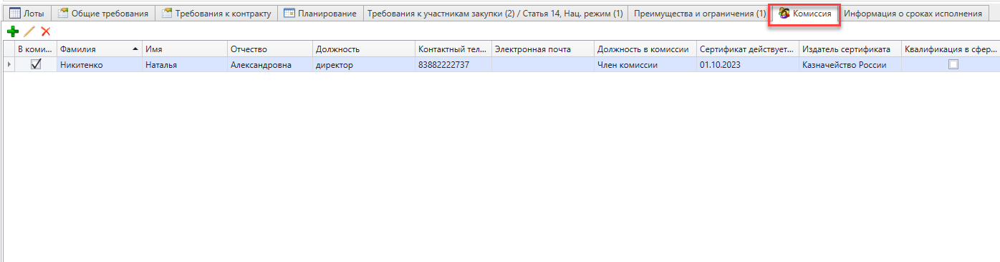 Лоты Общие требования Требования к контракту Планирование Требования к участникам закупки (2) / Статья 14, Нац. режим (1) Преимущества и ограничения (1) Комиссия Информация о сроках исполнения
В коми... Фамилия Имя Отчество Должность Контактный тел... Электронная почта Должность в комиссии Сертификат действует... Издатель сертификата Квалификация в сфер...
Никитенко Наталья Александровна директор 83882222737 Член комиссии 01.10.2023 Казначейство России